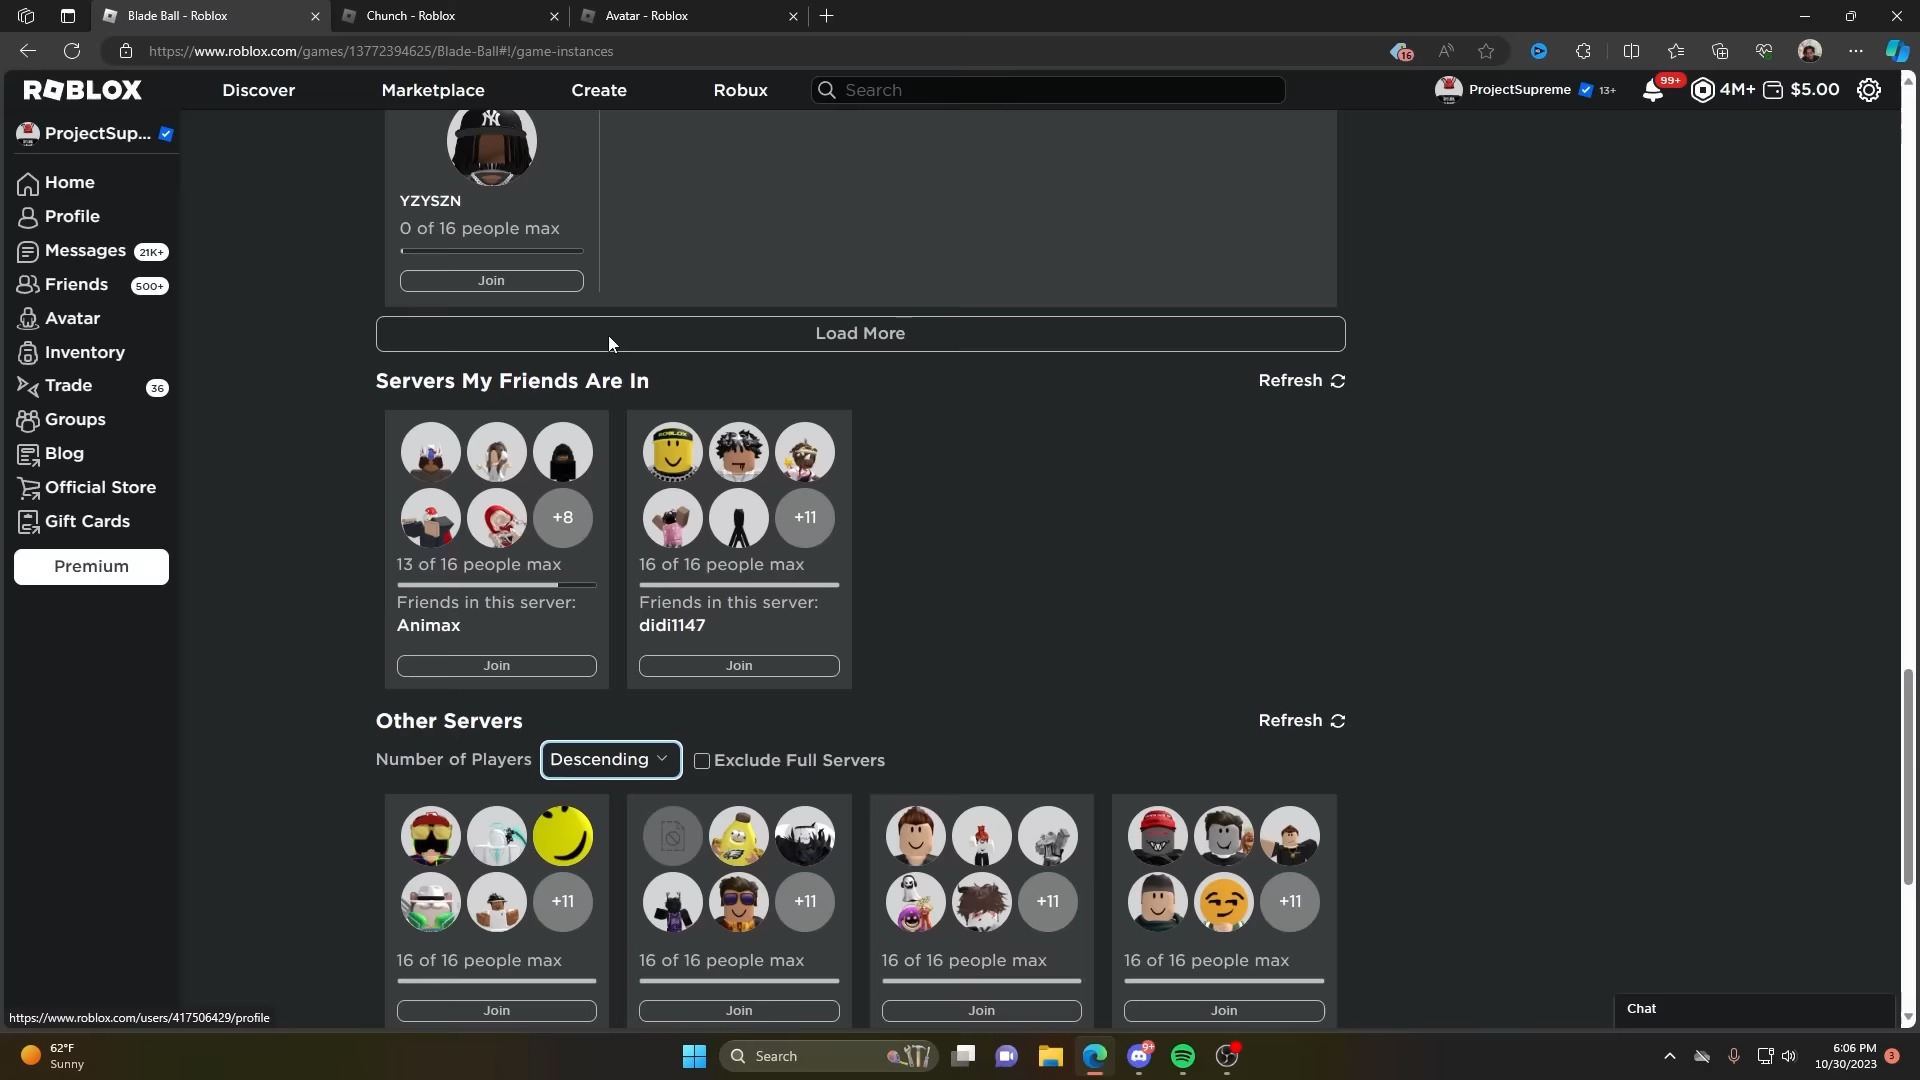 Blade Ball - Roblox
Chunch - Roblox
Avatar - Roblox
https://www.roblox.com/games/13772394625/Blade-Ball#!/game-instances
16
ROBLOX
Discover
Marketplace
Create
Robux
Search
ProjectSupreme
13+
99+
4M+
$5.00
ProjectSup...
Home
Profile
Messages
21K+
Friends
500+
Avatar
Inventory
Trade
36
Groups
Blog
Official Store
Gift Cards
Premium
YZYSZN
0 of 16 people max
Join
Load More
Servers My Friends Are In
Refresh
ROBLOX
+8
13 of 16 people max
Friends in this server:
Animax
Join
+11
16 of 16 people max
Friends in this server:
didi1147
Join
Other Servers
Refresh
Number of Players
Descending
Exclude Full Servers
+11
16 of 16 people max
Join
+11
16 of 16 people max
Join
+11
16 of 16 people max
Join
+11
16 of 16 people max
Join
Chat
https://www.roblox.com/users/417506429/profile
62°F
Sunny
Search
9+
6:06 PM
10/30/2023
3